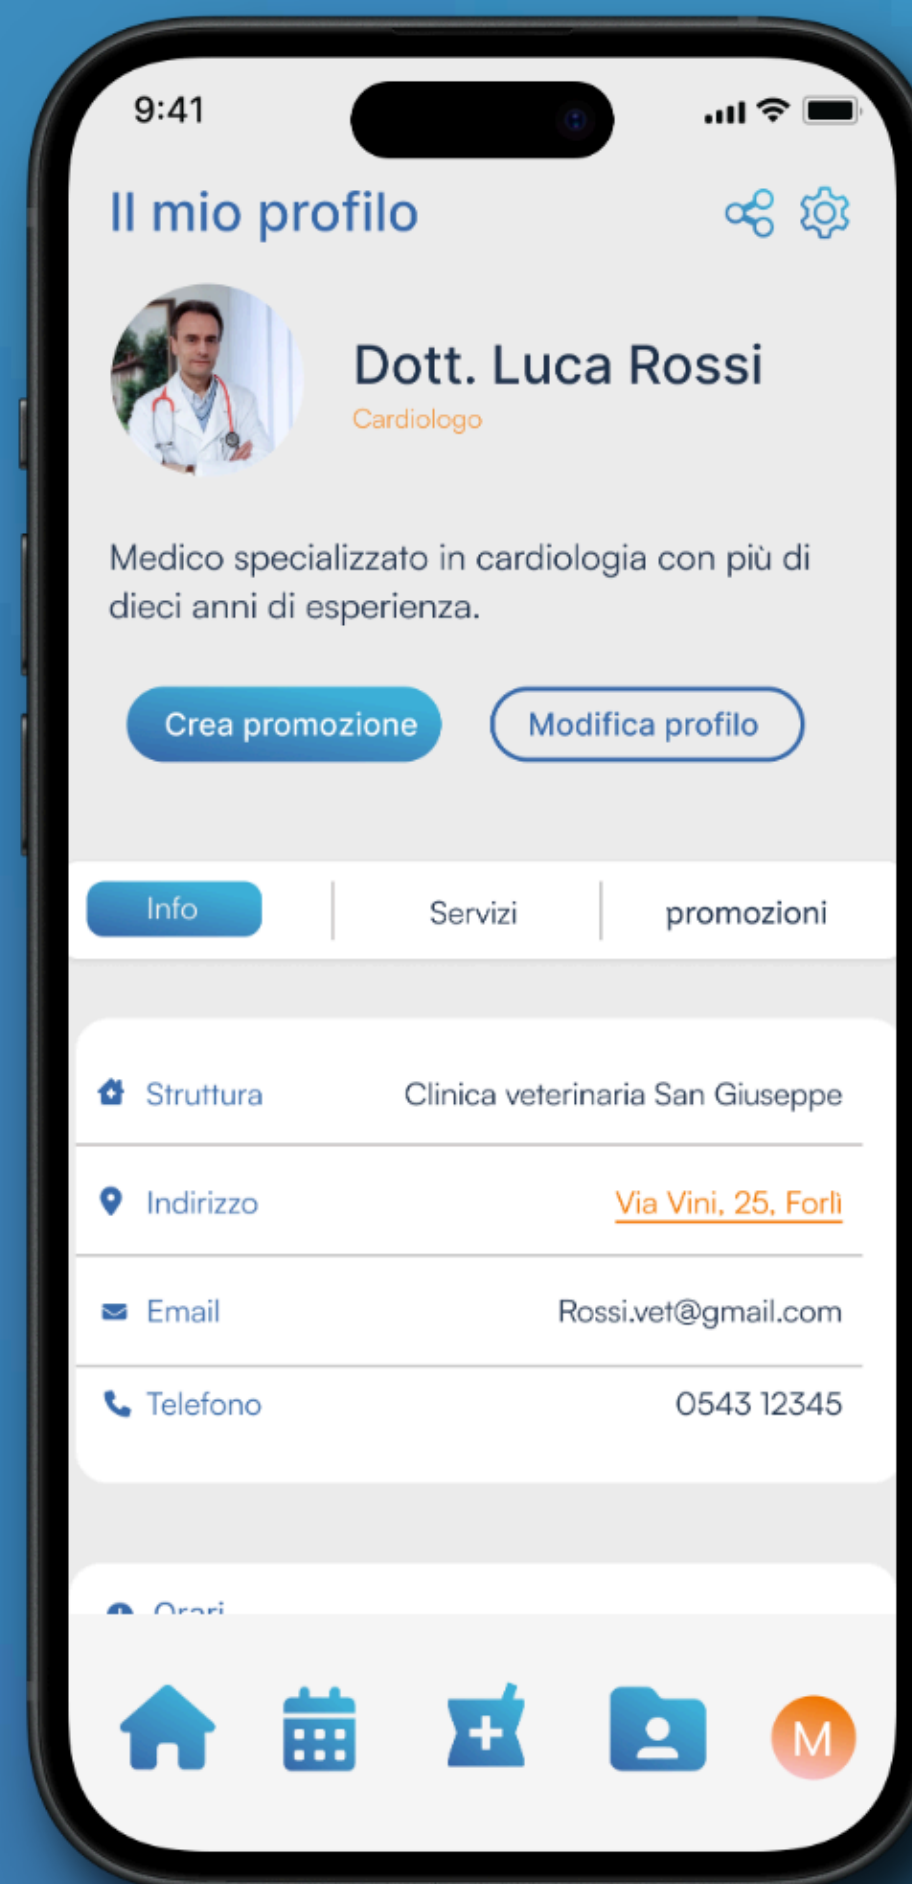 9:41
Il mio profilo
Dott. Luca Rossi
Cardiologo
Medico specializzato in cardiologia con più di
dieci anni di esperienza.
Crea promozione
Modifica profilo
Info
Servizi
promozioni
Struttura
Clinica veterinaria San Giuseppe
Indirizzo
Via Vini, 25, Forlì
Email
Rossi.vet@gmail.com
Telefono
0543 12345
Orari
M